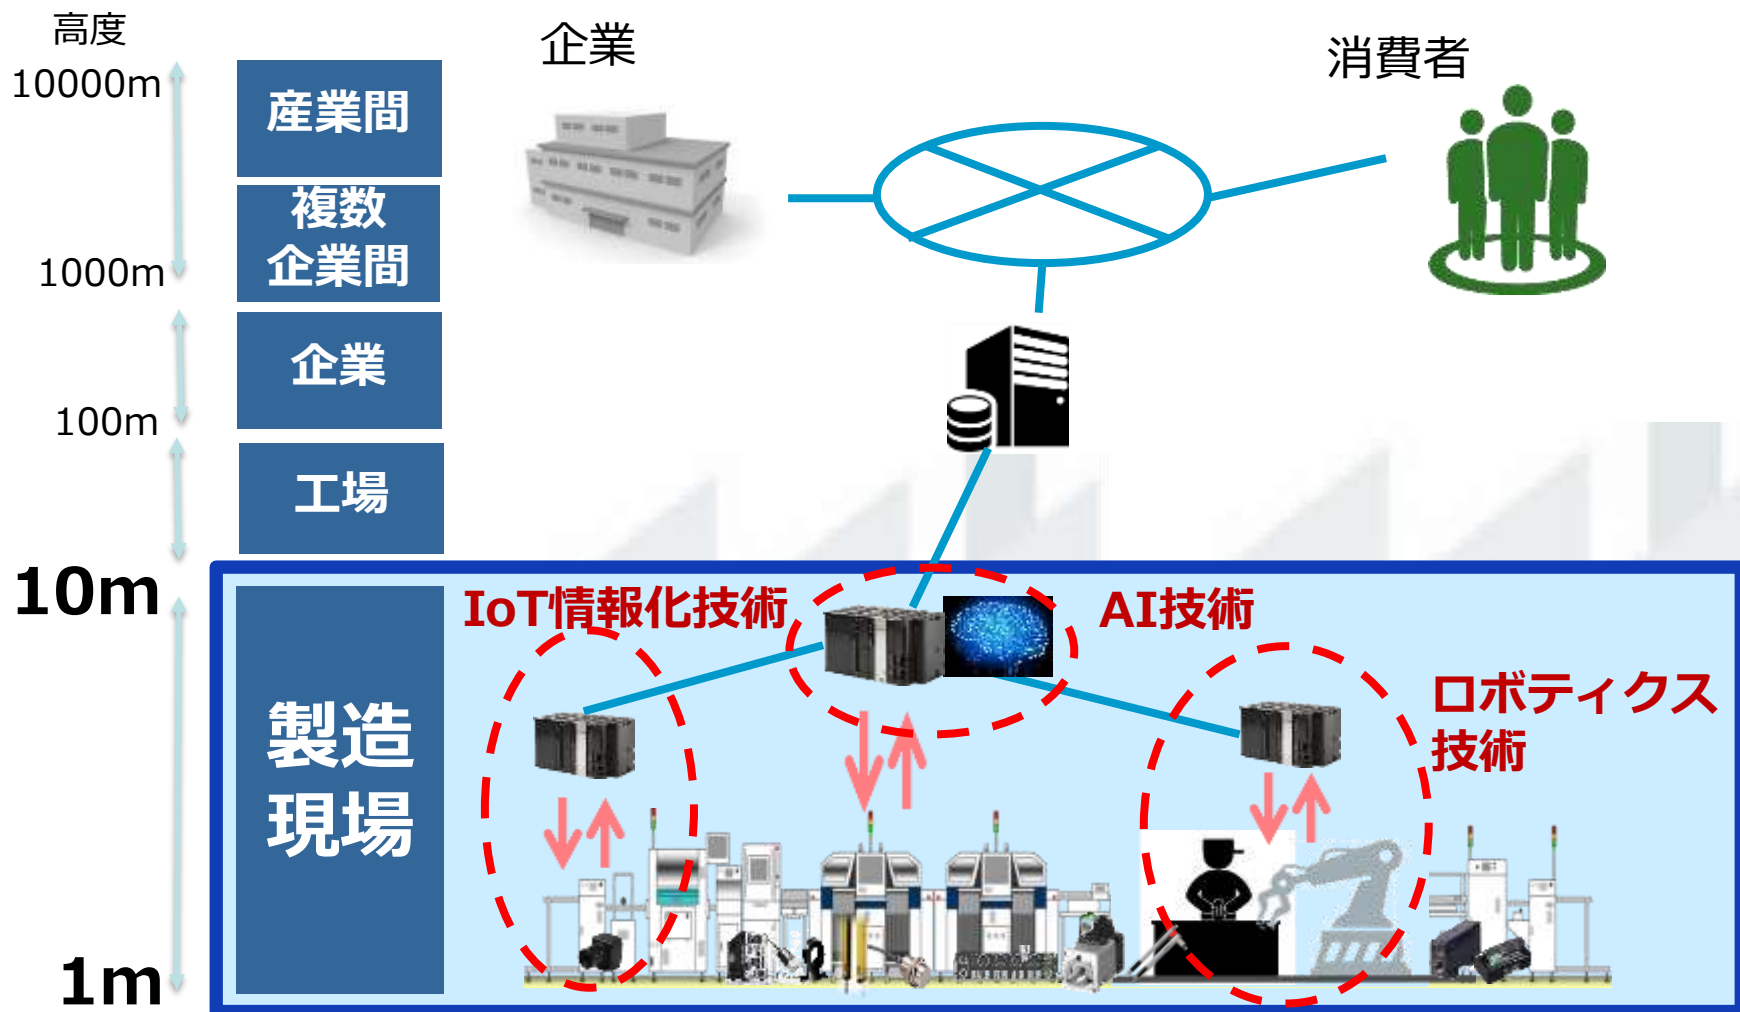 高度
10000m
1000m
100m
10m
1m
産業間
複数
企業間
企業
工場
製造
現場
企業
消費者
IoT情報化技術
AI技術
ロボティクス
技術